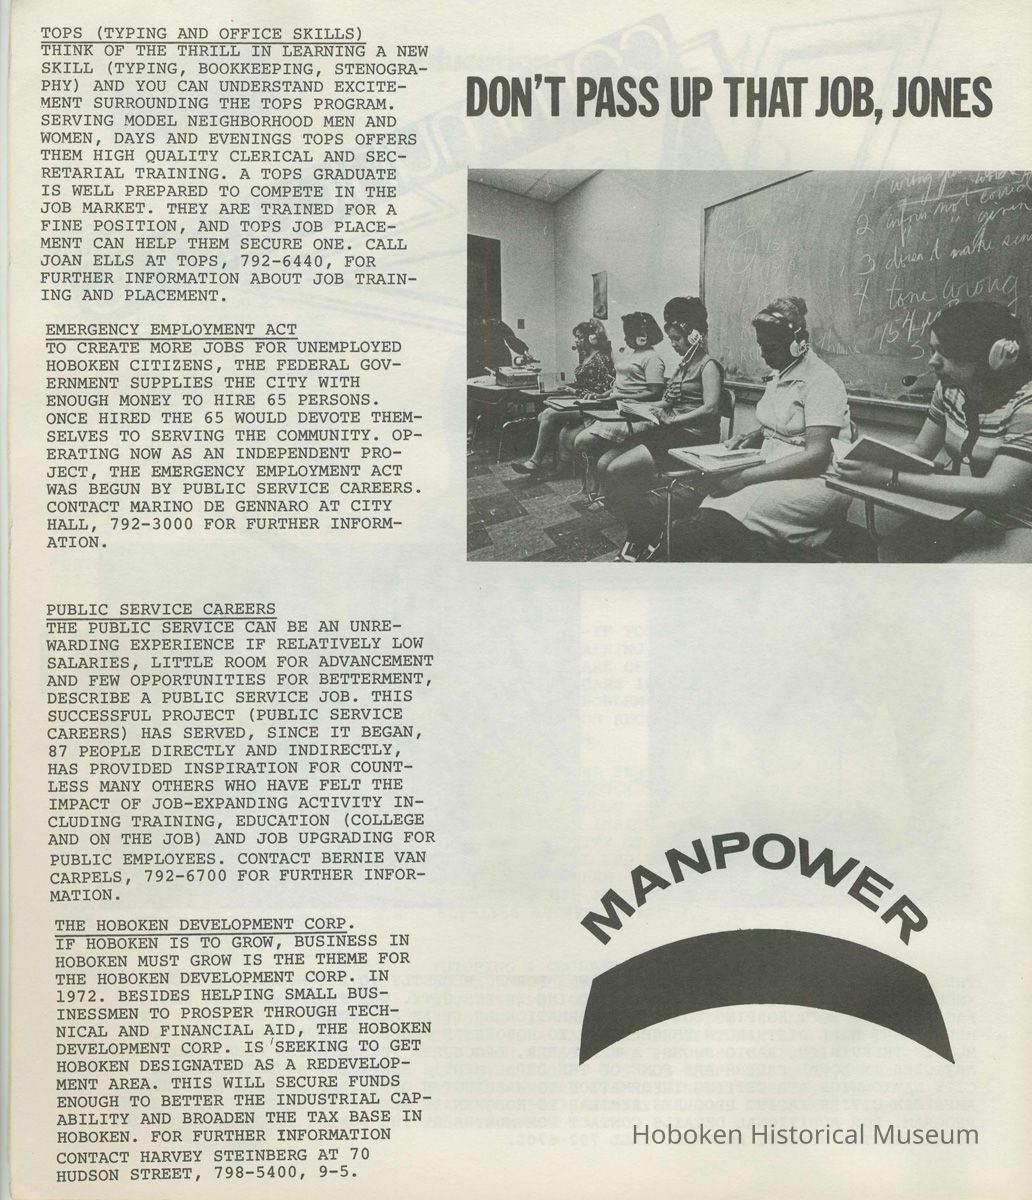 TOPS (TYPING AND OFFICE SKILLS)
THINK OF THE THRILL IN LEARNING A NEW
SKILL (TYPING, BOOKKEEPING, STENOGRA-
PHY) AND YOU CAN UNDERSTAND EXCITE-
MENT SURROUNDING THE TOPS PROGRAM.
SERVING MODEL NEIGHBORHOOD MEN AND
WOMEN, DAYS AND EVENINGS TOPS OFFERS
THEM HIGH QUALITY CLERICAL AND SEC-
RETARIAL TRAINING. A TOPS GRADUATE
IS WELL PREPARED TO COMPETE IN THE
JOB MARKET. THEY ARE TRAINED FOR A
FINE POSITION, AND TOPS JOB PLACE-
MENT CAN HELP THEM SECURE ONE. CALL
JOAN ELLS AT TOPS, 792-6440, FOR
FURTHER INFORMATION ABOUT JOB TRAIN-
ING AND PLACEMENT.
EMERGENCY EMPLOYMENT ACT
TO CREATE MORE JOBS FOR UNEMPLOYED
HOBOKEN CITIZENS, THE FEDERAL GOV-
ERNMENT SUPPLIES THE CITY WITH
ENOUGH MONEY TO HIRE 65 PERSONS.
ONCE HIRED THE 65 WOULD DEVOTE THEM-
SELVES TO SERVING THE COMMUNITY. OP-
ERATING NOW AS AN INDEPENDENT PRO-
JECT, THE EMERGENCY EMPLOYMENT ACT
WAS BEGUN BY PUBLIC SERVICE CAREERS.
CONTACT MARINO DE GENNARO AT CITY
HALL, 792-3000 FOR FURTHER INFORM-
ATION.
PUBLIC SERVICE CAREERS
THE PUBLIC SERVICE CAN BE AN UNRE-
WARDING EXPERIENCE IF RELATIVELY LOW
SALARIES, LITTLE ROOM FOR ADVANCEMENT
AND FEW OPPORTUNITIES FOR BETTERMENT,
DESCRIBE A PUBLIC SERVICE JOB. THIS
SUCCESSFUL PROJECT (PUBLIC SERVICE
CAREERS) HAS SERVED, SINCE IT BEGAN,
87 PEOPLE DIRECTLY AND INDIRECTLY,
HAS PROVIDED INSPIRATION FOR COUNT-
LESS MANY OTHERS WHO HAVE FELT THE
IMPACT OF JOB-EXPANDING ACTIVITY IN-
CLUDING TRAINING, EDUCATION (COLLEGE
AND ON THE JOB) AND JOB UPGRADING FOR
PUBLIC EMPLOYEES. CONTACT BERNIE VAN
CARPELS, 792-6700 FOR FURTHER INFOR-
MATION.
THE HOBOKEN DEVELOPMENT CORP.
IF HOBOKEN IS TO GROW, BUSINESS IN
HOBOKEN MUST GROW IS THE THEME FOR
THE HOBOKEN DEVELOPMENT CORP. IN
1972. BESIDES HELPING SMALL BUS-
INESSMEN TO PROSPER THROUGH TECH-
NICAL AND FINANCIAL AID, THE HOBOKEN
DEVELOPMENT CORP. IS SEEKING TO GET
HOBOKEN DESIGNATED AS A REDEVELOP-
MENT AREA. THIS WILL SECURE FUNDS
ENOUGH TO BETTER THE INDUSTRIAL CAP-
ABILITY AND BROADEN THE TAX BASE IN
HOBOKEN. FOR FURTHER INFORMATION
CONTACT HARVEY STEINBERG AT 70
HUDSON STREET, 798-5400, 9-5.
DON'T PASS UP THAT JOB, JONES
1 wrong
2
3 make
4 tone wrong
MANPOWER
Hoboken Historical Museum